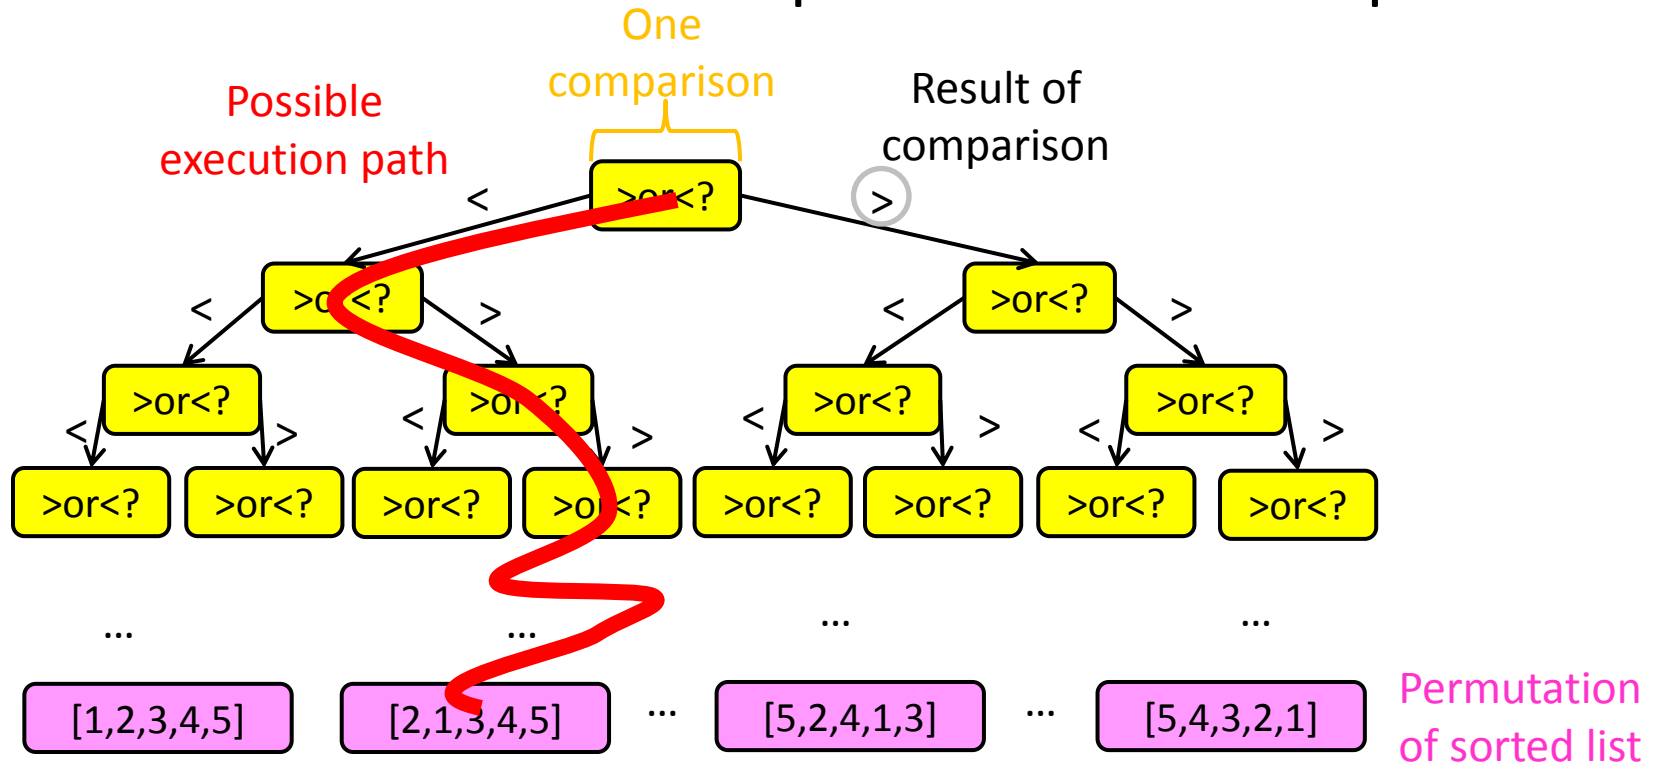 One
comparison
Possible
execution path
Result of
comparison
>or<?
<
>
>or<?
>or<?
<
>
<
>
>or<?
>or<?
>or<?
>or<?
<
>
<
>
<
>
<
>
>or<?
>or<?
>or<?
>or<?
>or<?
>or<?
>or<?
>or<?
...
...
...
...
[1,2,3,4,5]
[2,1,3,4,5]
...
[5,2,4,1,3]
...
[5,4,3,2,1]
Permutation
of sorted list